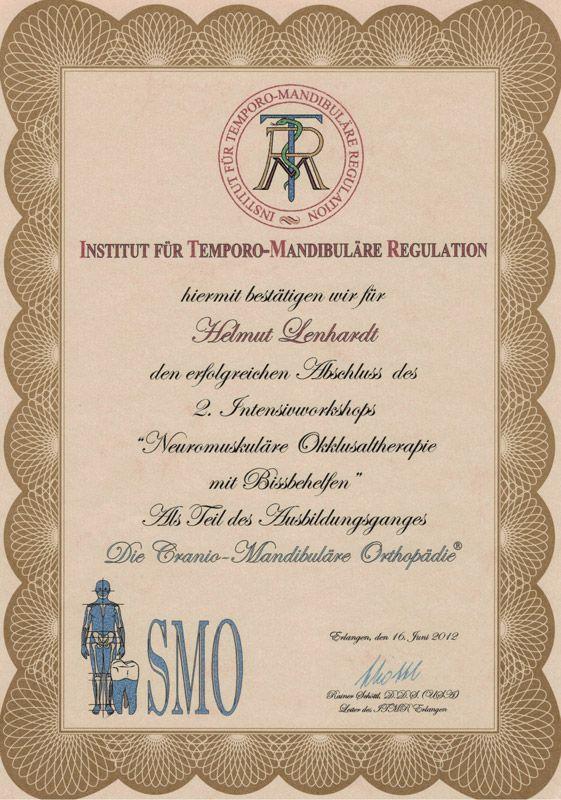 INSTITUT FÜR TEMPORO-MANDIBULÄRE REGULATION
TRM
INSTITUT FÜR TEMPORO-MANDIBULÄRE REGULATION
hiermit bestätigen wir für
Helmut Lenhardt
den erfolgreichen Abschluss des
2. Intensivworkshops
"Neuromuskuläre Okklusaltherapie
mit Bissbehelfen"
Als Teil des Ausbildungsganges
Die Cranio-Mandibuläre Orthopädie®
SMO
Erlangen, den 16. Juni 2012
Rainer Schöttl, D.D.S. (USA)
Leiter des ITMR Erlangen